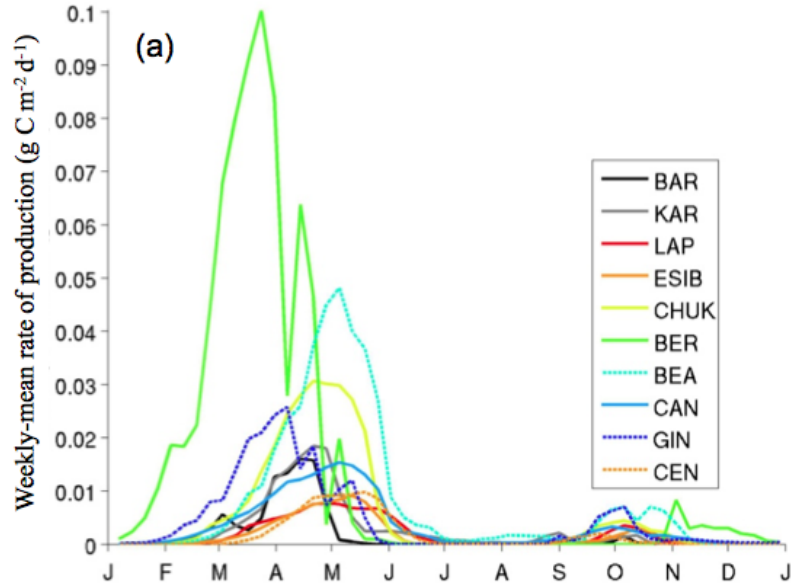 (a)
Weekly-mean rate of production (g C m⁻² d⁻¹)
0.1
0.09
0.08
0.07
0.06
0.05
0.04
0.03
0.02
0.01
0
BAR
KAR
LAP
ESIB
CHUK
BER
BEA
CAN
GIN
CEN
J F M A M J J A S O N D J